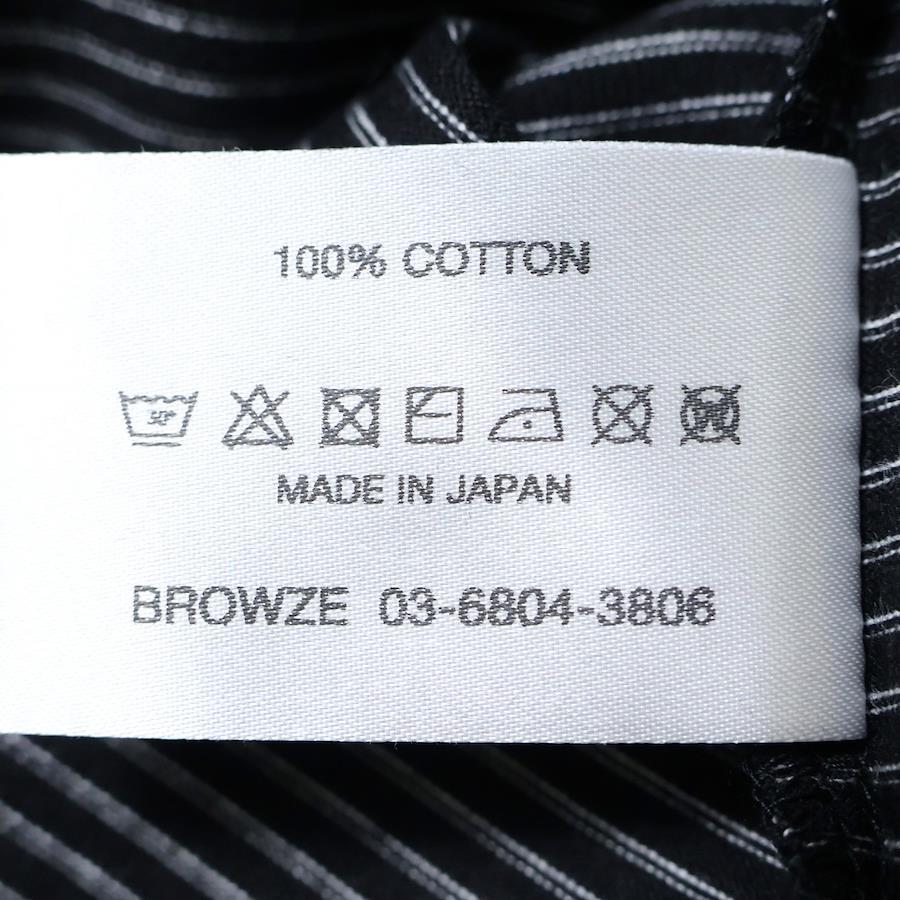 100% COTTON
MADE IN JAPAN
BROWZE 03-6804-3806